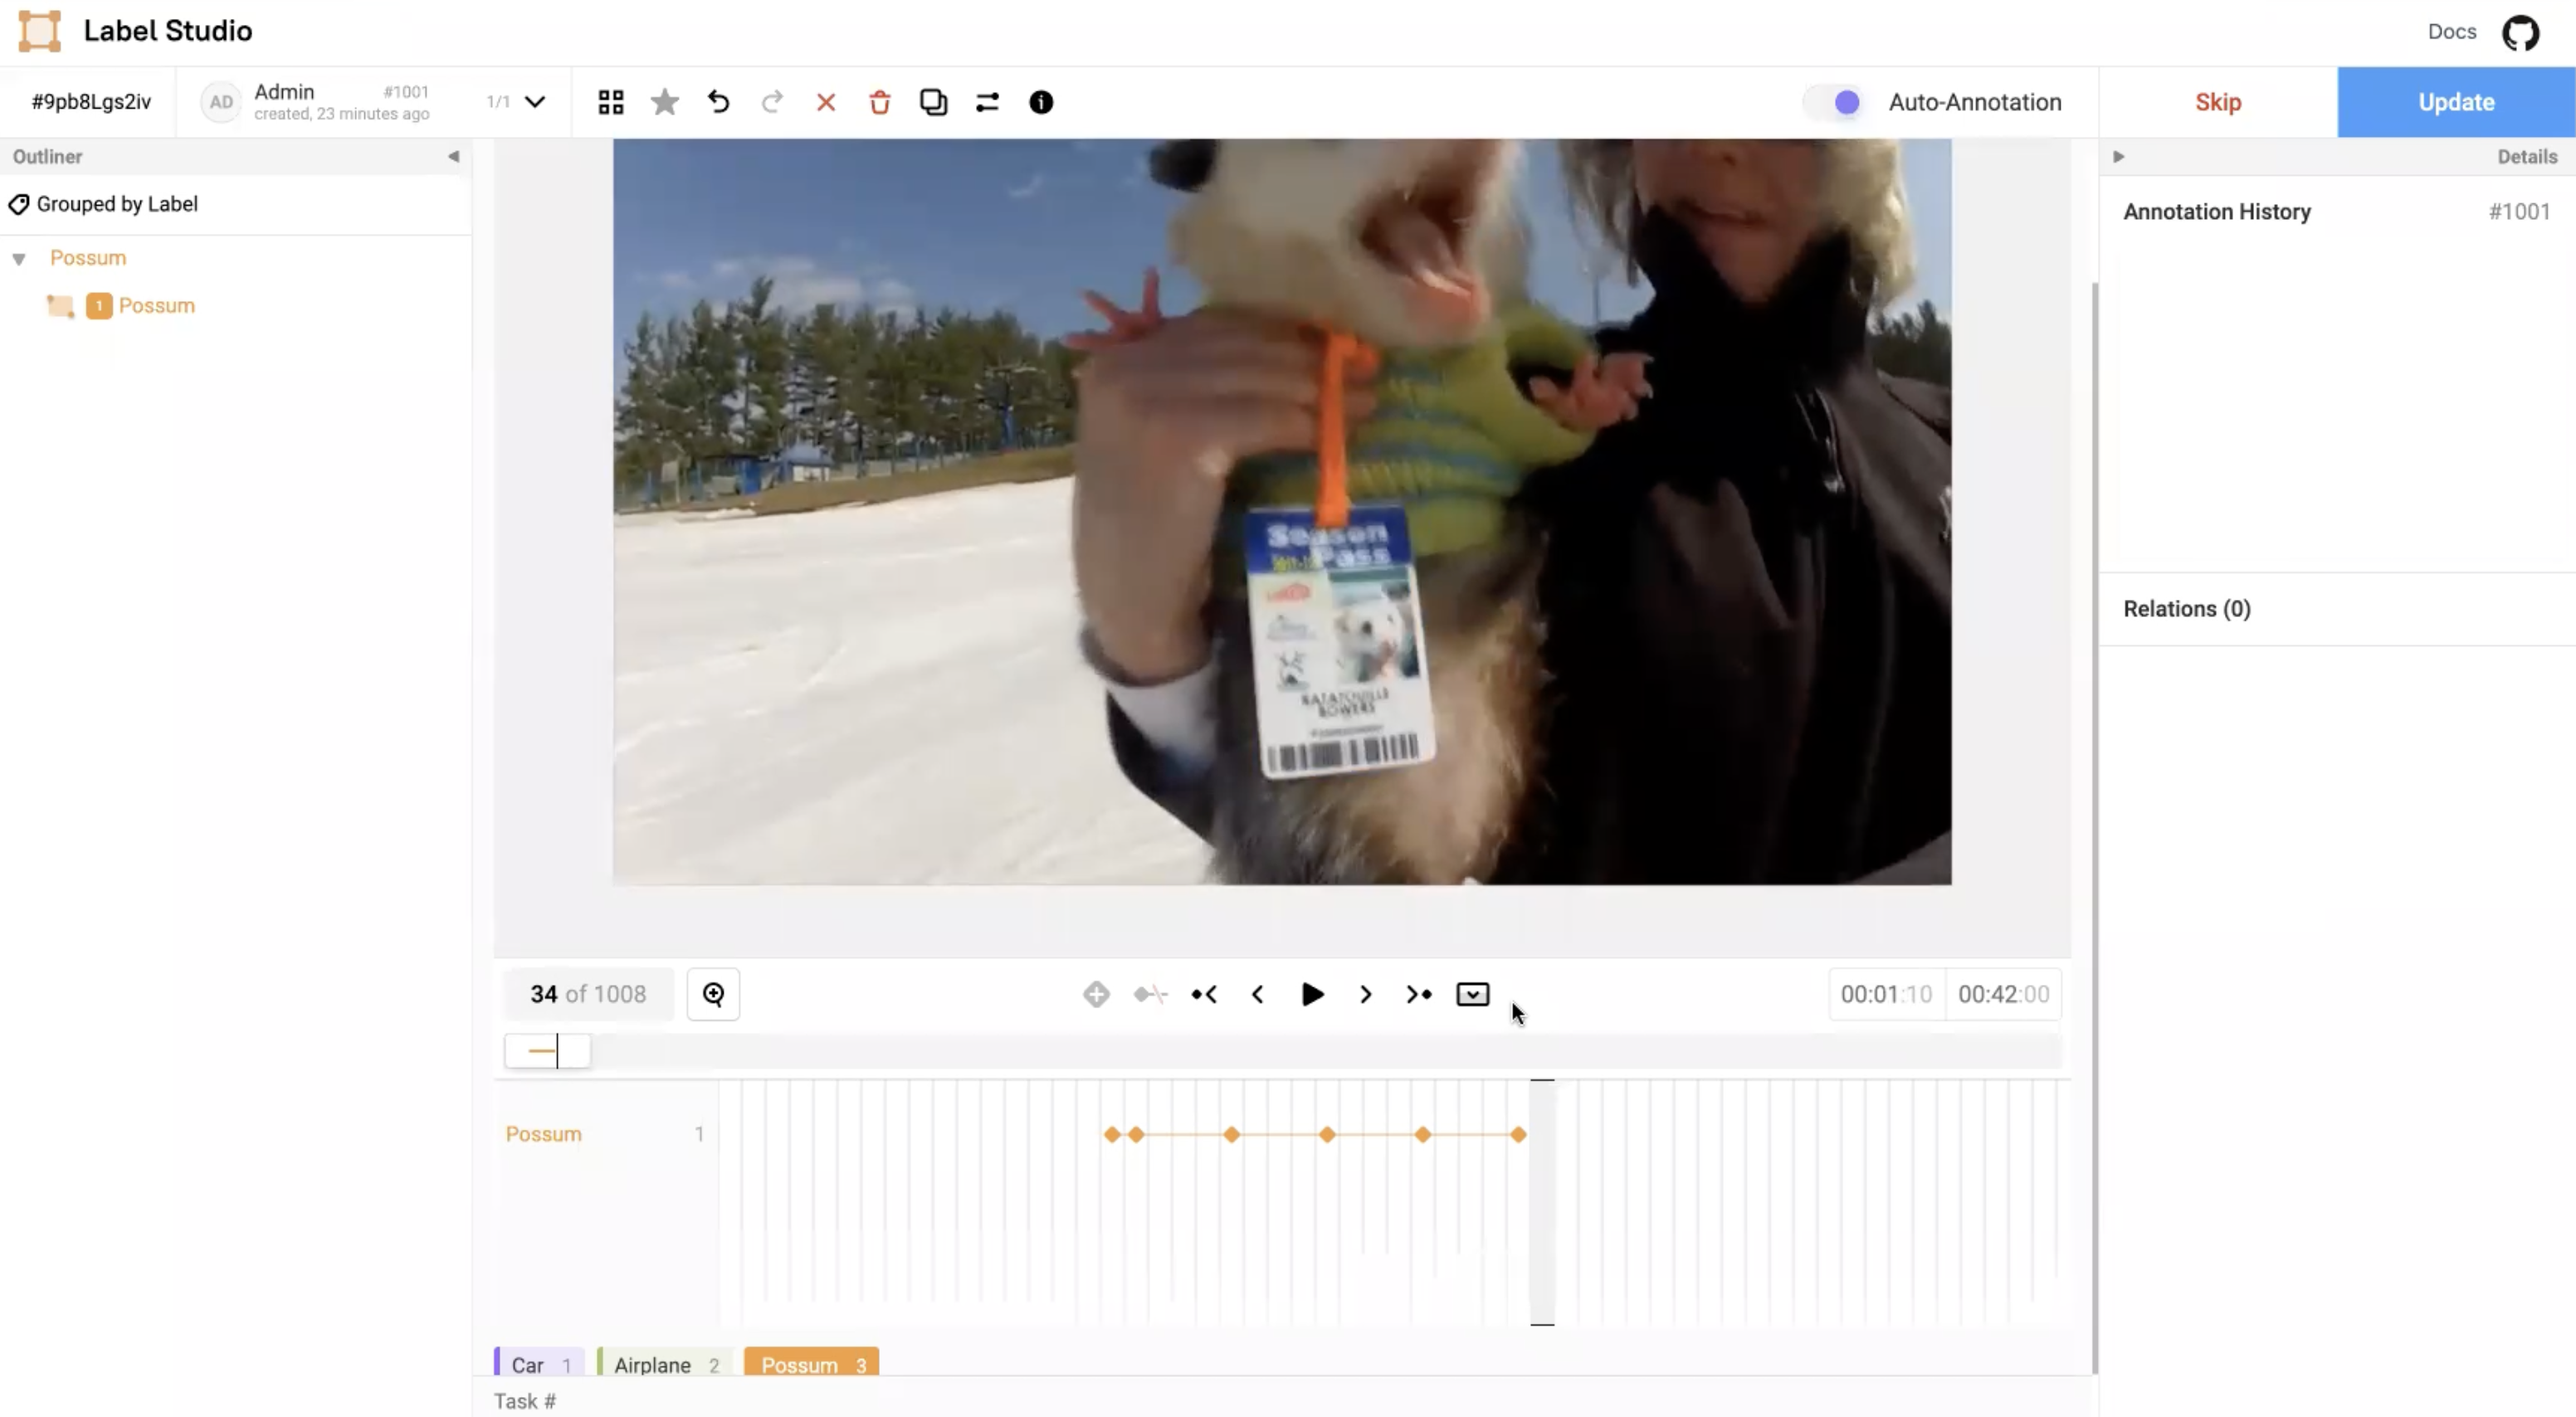 Label Studio
Docs
#9pb8Lgs2iv
AD
Admin
#1001
created, 23 minutes ago
1/1
Auto-Annotation
Skip
Update
Outliner
Details
Grouped by Label
Annotation History
#1001
Possum
1 Possum
Season
Pass
RATATOUILLE
BOWERS
Relations (0)
34 of 1008
00:01:10
00:42:00
Possum 1
Car 1
Airplane 2
Possum 3
Task #